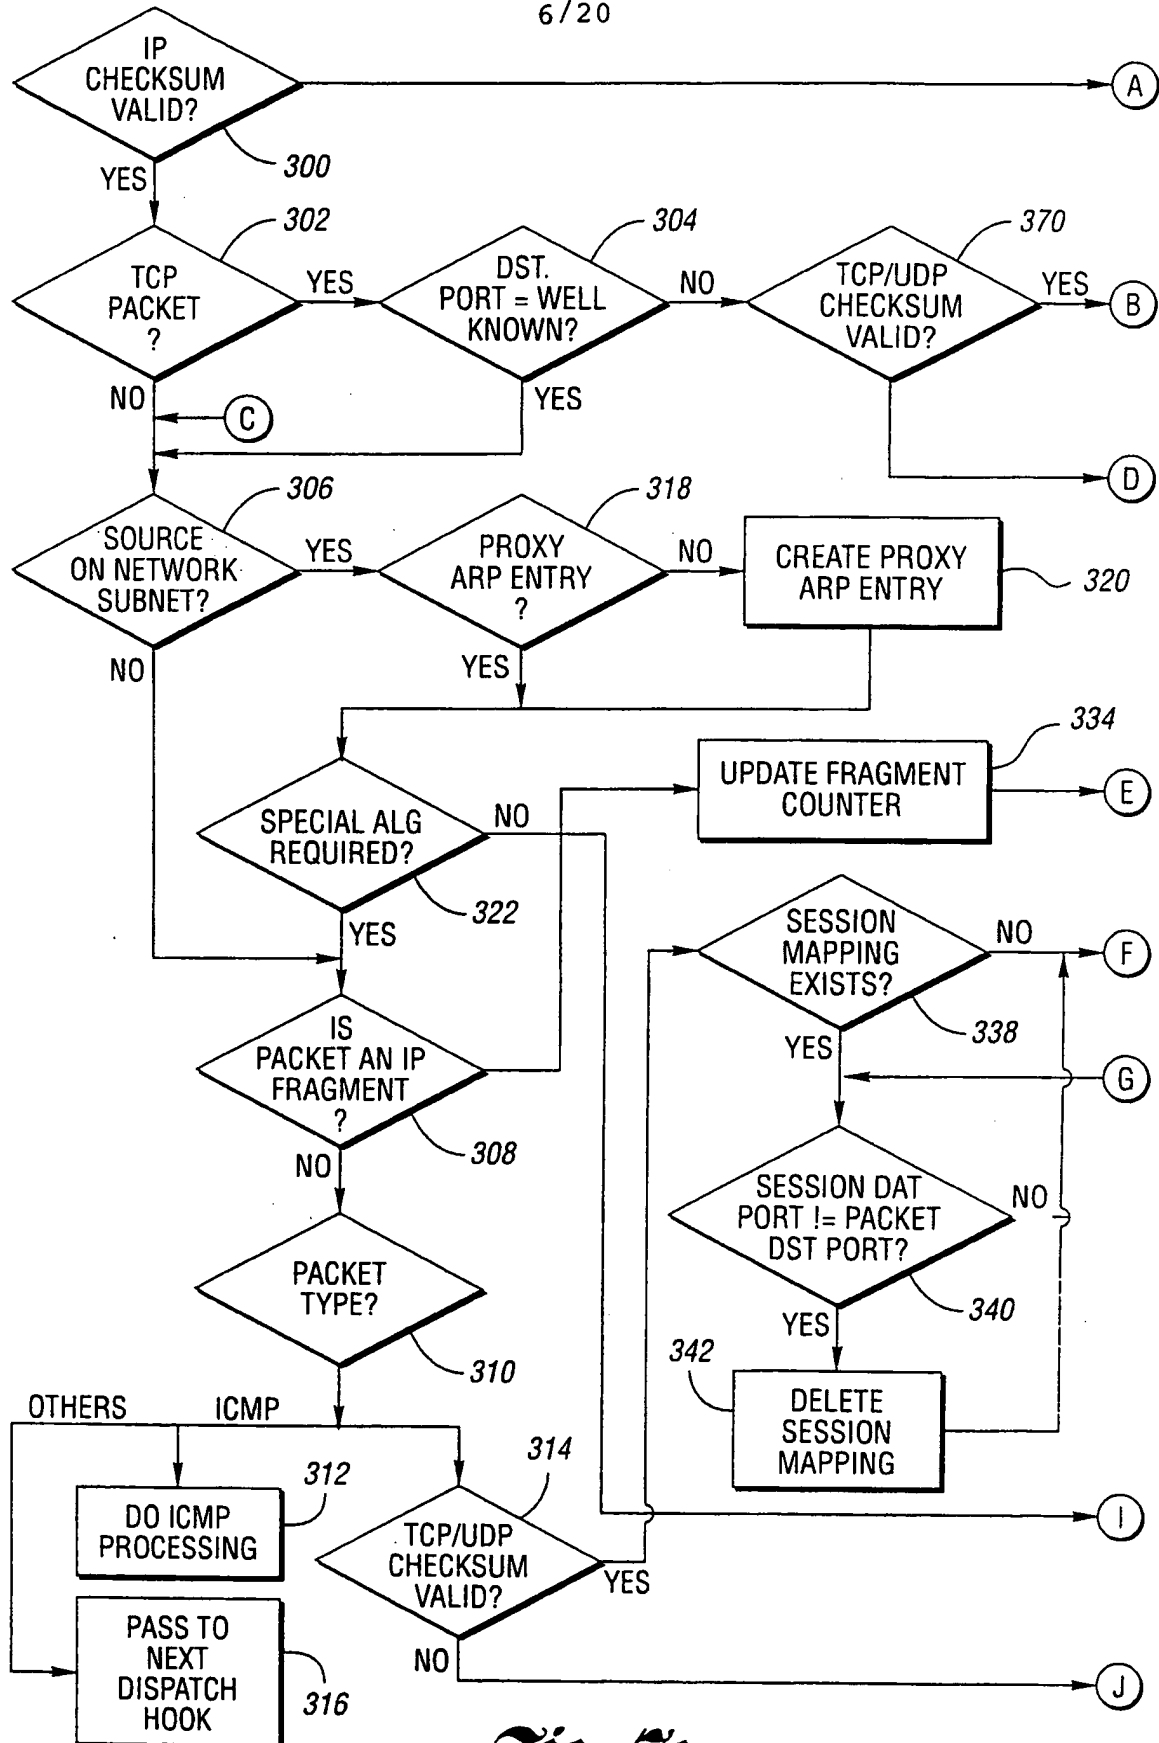 6/20
IP
CHECKSUM
VALID?
A
300
YES
302
304
370
TCP
PACKET
?
YES
DST.
PORT = WELL
KNOWN?
NO
TCP/UDP
CHECKSUM
VALID?
YES
B
NO
C
YES
D
306
318
SOURCE
ON NETWORK
SUBNET?
YES
PROXY
ARP ENTRY
?
NO
CREATE PROXY
ARP ENTRY
320
NO
YES
334
UPDATE FRAGMENT
COUNTER
E
SPECIAL ALG
REQUIRED?
NO
322
YES
SESSION
MAPPING
EXISTS?
NO
F
338
YES
G
IS
PACKET AN IP
FRAGMENT
?
308
NO
SESSION DAT
PORT != PACKET
DST PORT?
NO
340
YES
PACKET
TYPE?
310
342
DELETE
SESSION
MAPPING
OTHERS
ICMP
312
314
DO ICMP
PROCESSING
TCP/UDP
CHECKSUM
VALID?
YES
I
PASS TO
NEXT
DISPATCH
HOOK
316
NO
J